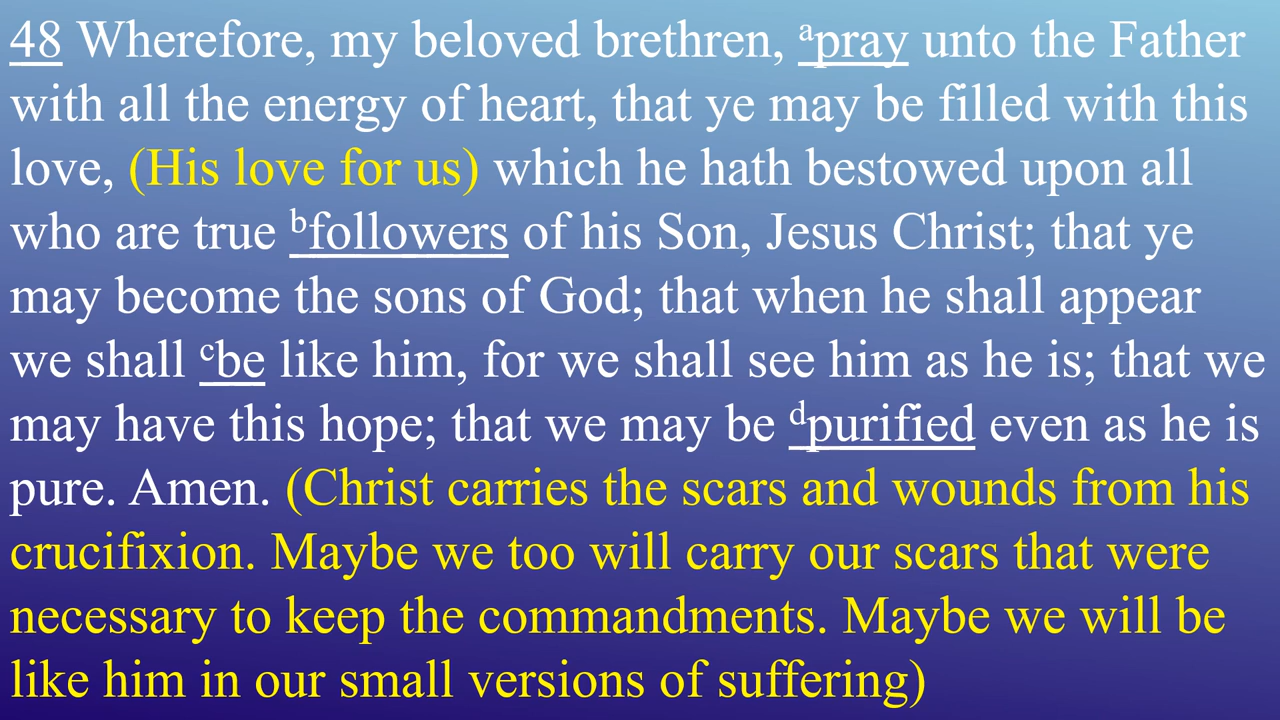 48 Wherefore, my beloved brethren, apray unto the Father
with all the energy of heart, that ye may be filled with this
love, (His love for us) which he hath bestowed upon all
who are true bfollowers of his Son, Jesus Christ; that ye
may become the sons of God; that when he shall appear
we shall cbe like him, for we shall see him as he is; that we
may have this hope; that we may be dpurified even as he is
pure. Amen. (Christ carries the scars and wounds from his
crucifixion. Maybe we too will carry our scars that were
necessary to keep the commandments. Maybe we will be
like him in our small versions of suffering)